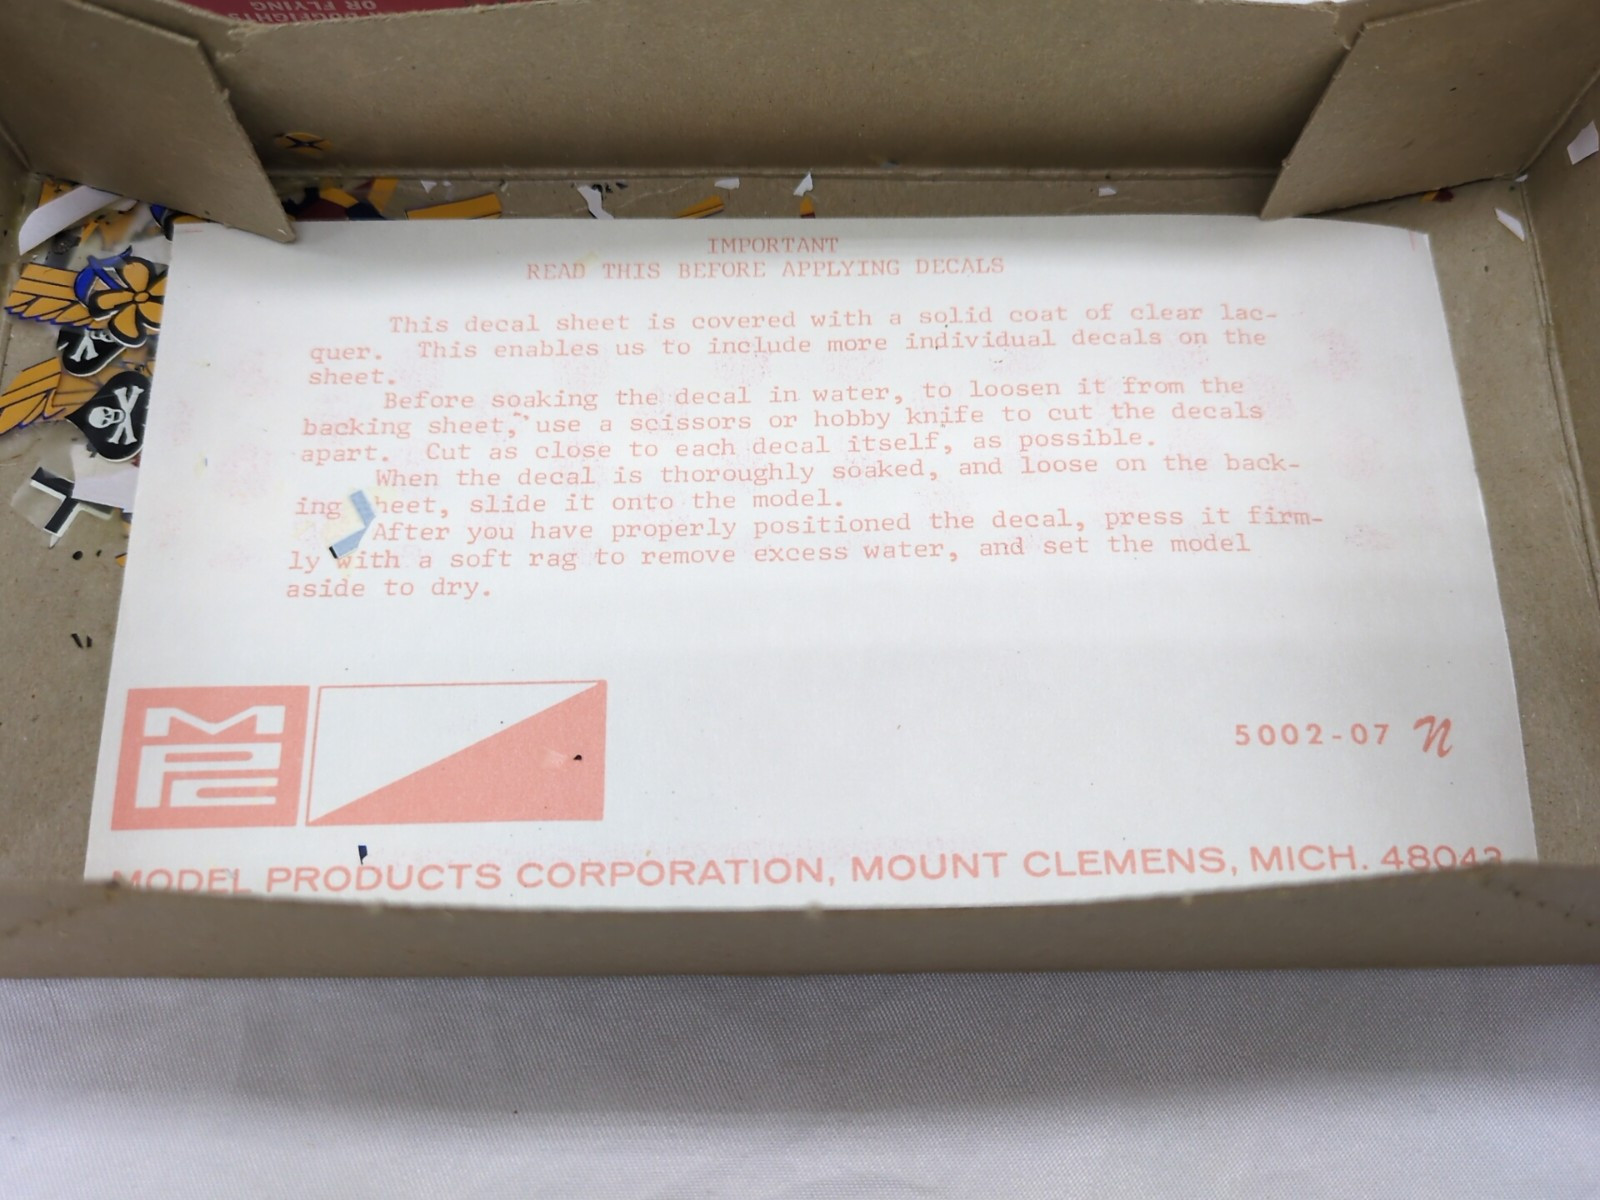 DOGFIGHTS
OR FLYING
IMPORTANT
READ THIS BEFORE APPLYING DECALS
This decal sheet is covered with a solid coat of clear lac-
quer. This enables us to include more individual decals on the
sheet.
Before soaking the decal in water, to loosen it from the
backing sheet, use a scissors or hobby knife to cut the decals
apart. Cut as close to each decal itself, as possible.
When the decal is thoroughly soaked, and loose on the back-
ing heet, slide it onto the model.
After you have properly positioned the decal, press it firm-
ly with a soft rag to remove excess water, and set the model
aside to dry.
MPC
5002-07 n
MODEL PRODUCTS CORPORATION, MOUNT CLEMENS, MICH. 48043